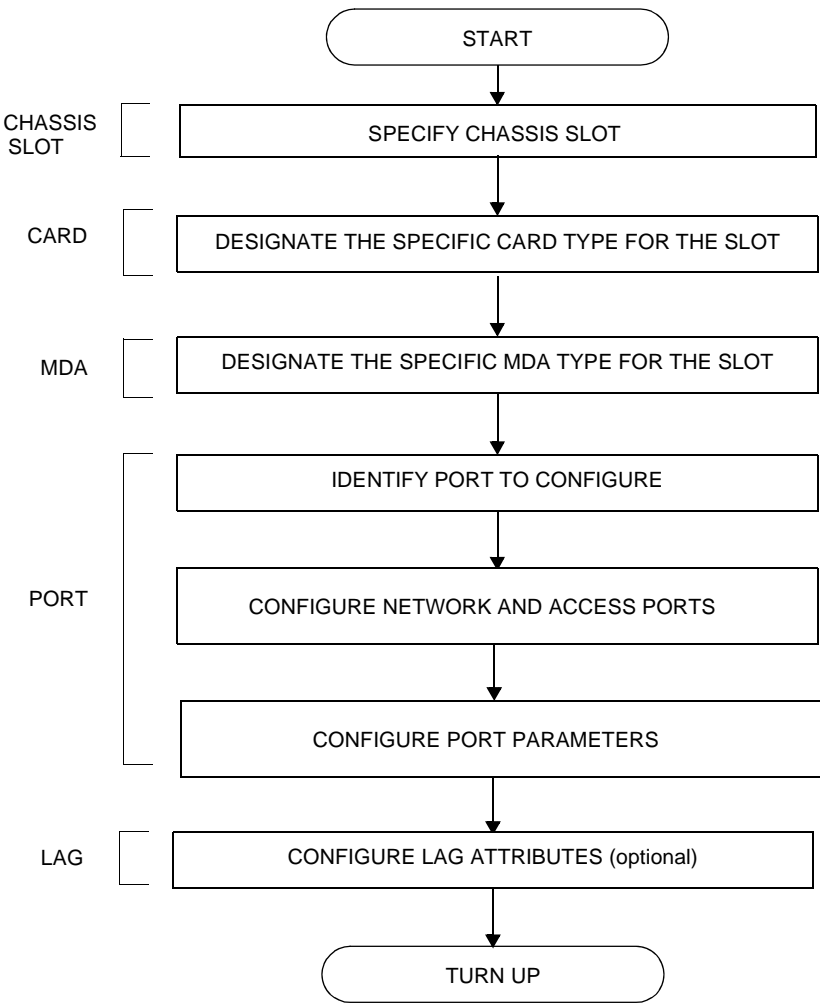 START
CHASSIS
SLOT
SPECIFY CHASSIS SLOT
CARD
DESIGNATE THE SPECIFIC CARD TYPE FOR THE SLOT
MDA
DESIGNATE THE SPECIFIC MDA TYPE FOR THE SLOT
IDENTIFY PORT TO CONFIGURE
PORT
CONFIGURE NETWORK AND ACCESS PORTS
CONFIGURE PORT PARAMETERS
LAG
CONFIGURE LAG ATTRIBUTES (optional)
TURN UP